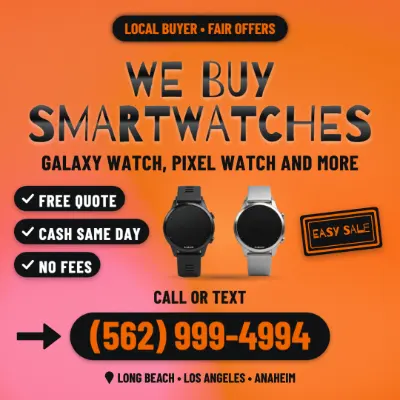 LOCAL BUYER • FAIR OFFERS
WE BUY
SMARTWATCHES
GALAXY WATCH, PIXEL WATCH AND MORE
FREE QUOTE
CASH SAME DAY
NO FEES
EASY SALE
CALL OR TEXT
(562) 999-4994
LONG BEACH • LOS ANGELES • ANAHEIM